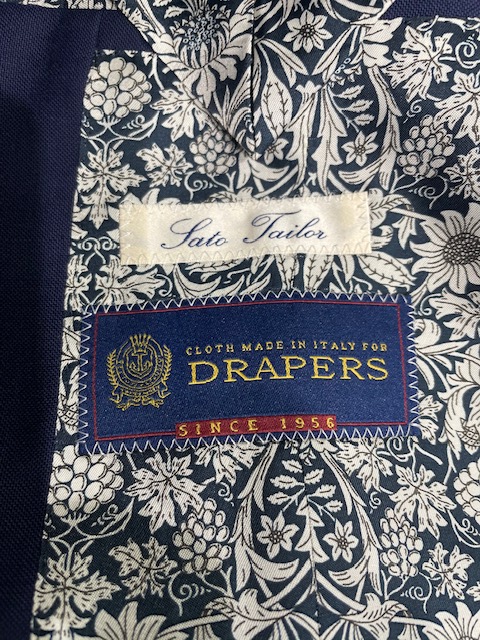 Sato Tailor
CLOTH MADE IN ITALY FOR
DRAPERS
SINCE 1956